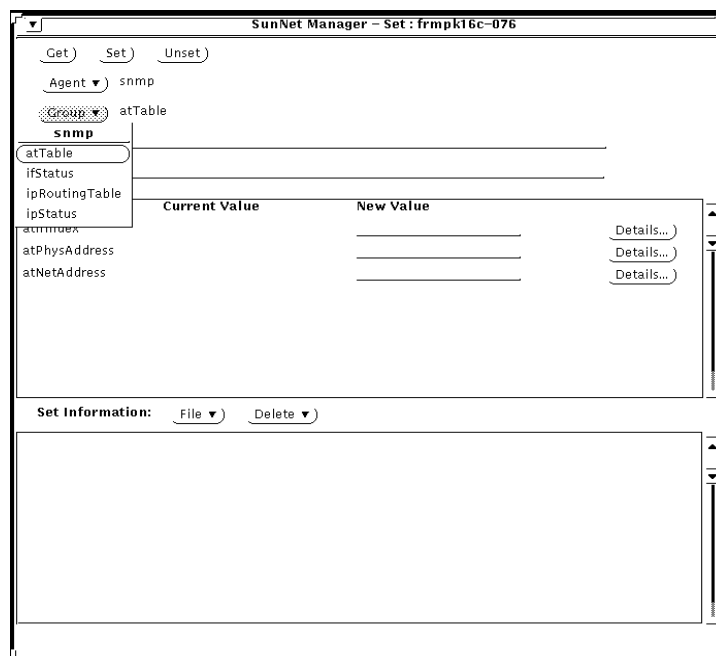 SunNet Manager – Set : frmpk16c–076
Get Set Unset
Agent snmp
Group atTable
snmp
atTable
ifStatus
ipRoutingTable
ipStatus
Current Value New Value
Details...
atPhysAddress Details...
atNetAddress Details...
Set Information: File Delete